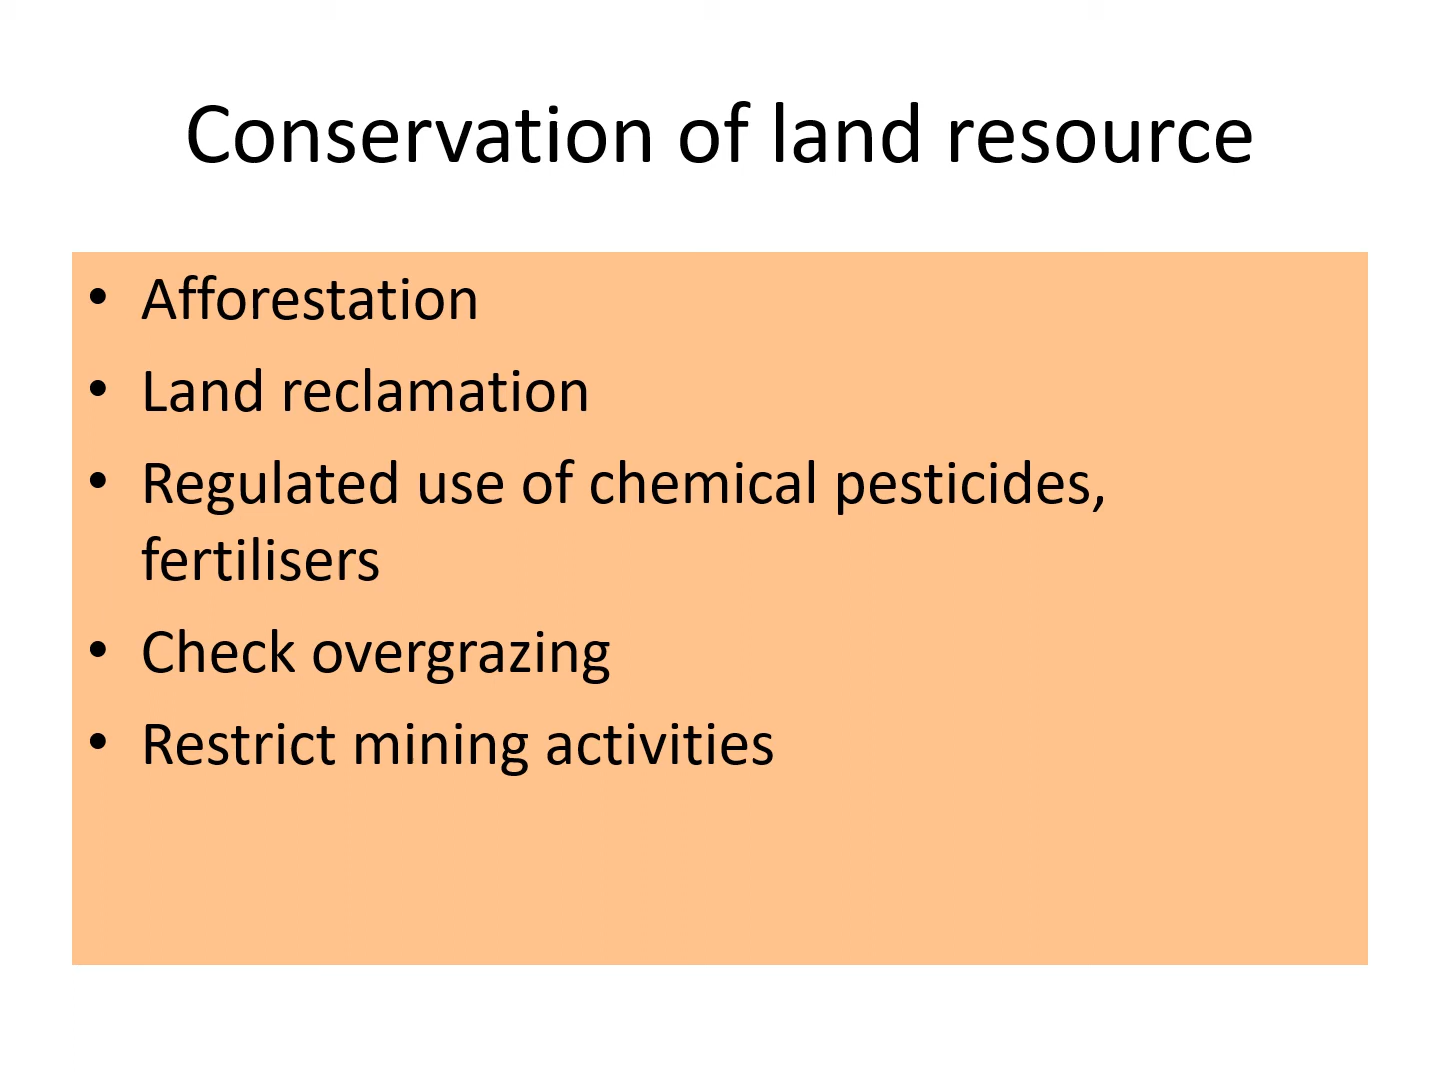 Conservation of land resource
• Afforestation
• Land reclamation
• Regulated use of chemical pesticides,
fertilisers
• Check overgrazing
• Restrict mining activities